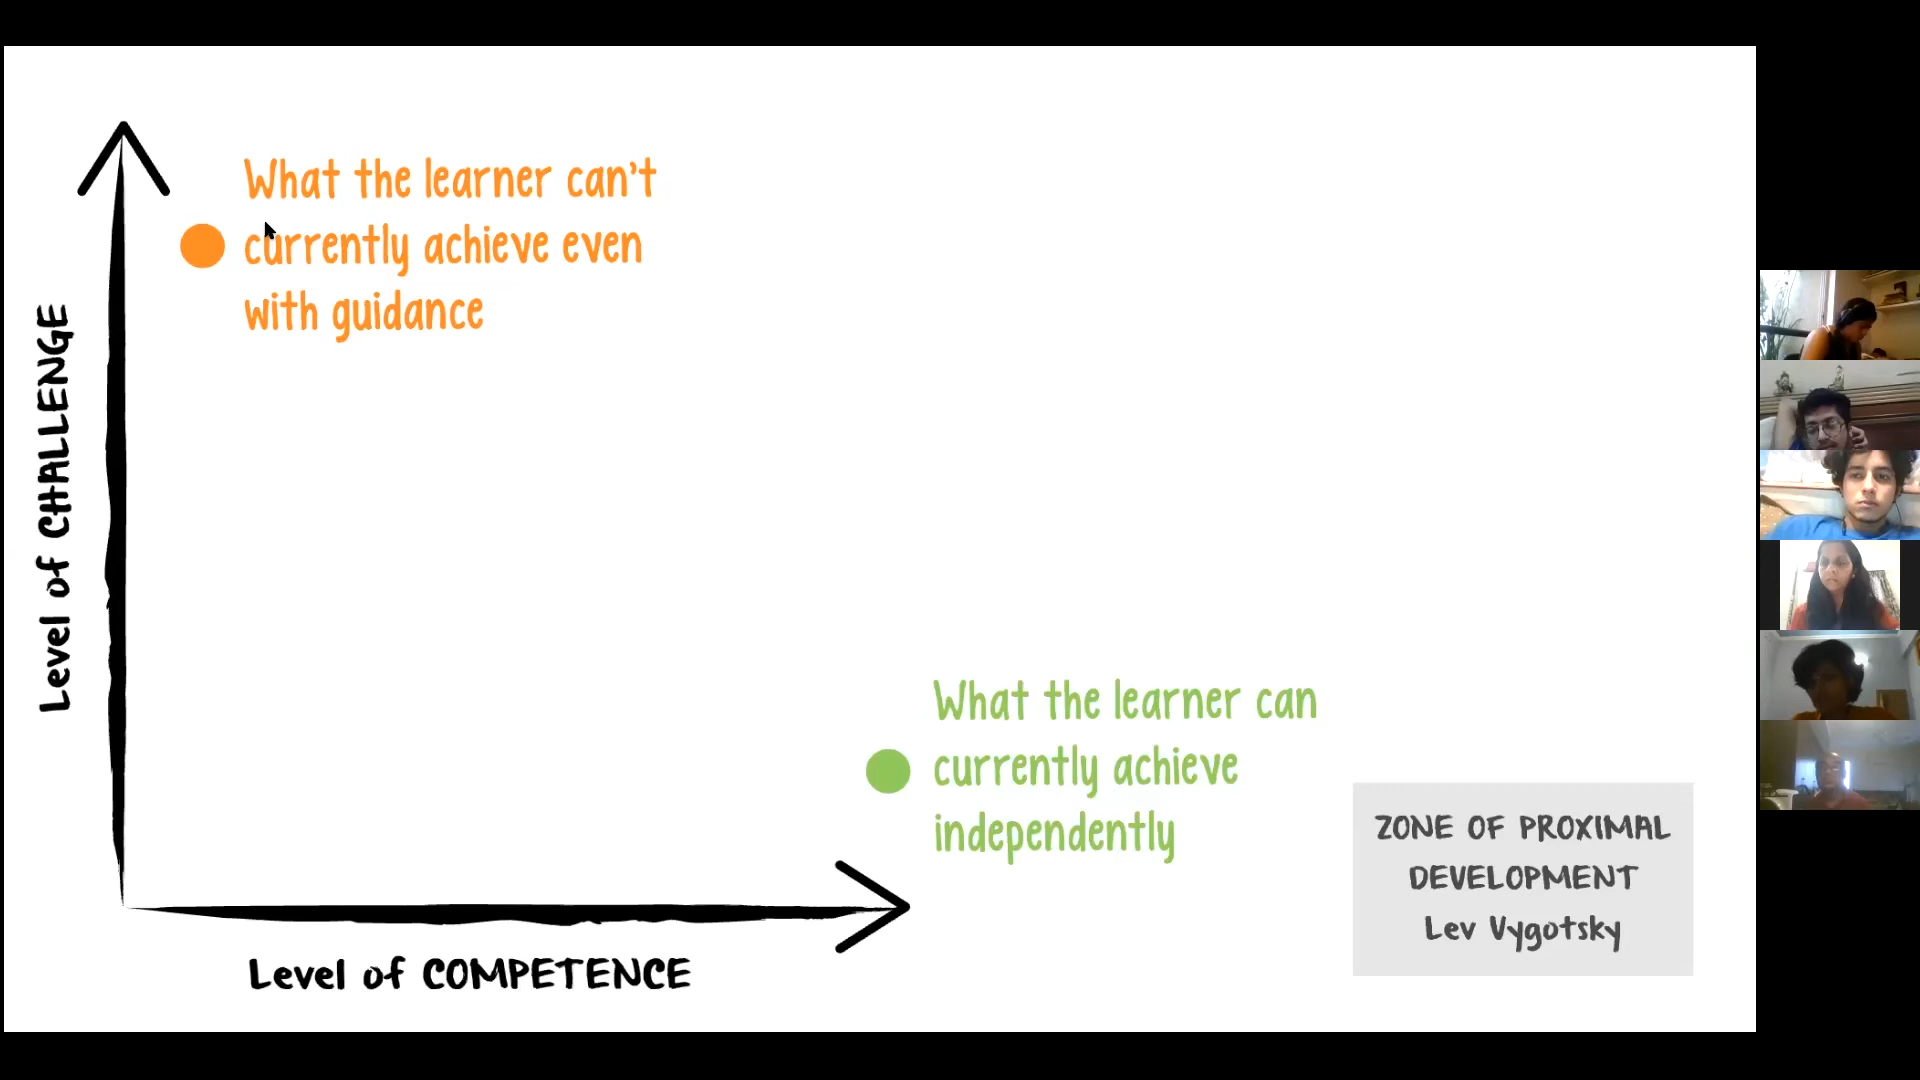 What the learner can't
currently achieve even
with guidance
Level of CHALLENGE
What the learner can
currently achieve
independently
ZONE OF PROXIMAL
DEVELOPMENT
Lev Vygotsky
Level of COMPETENCE